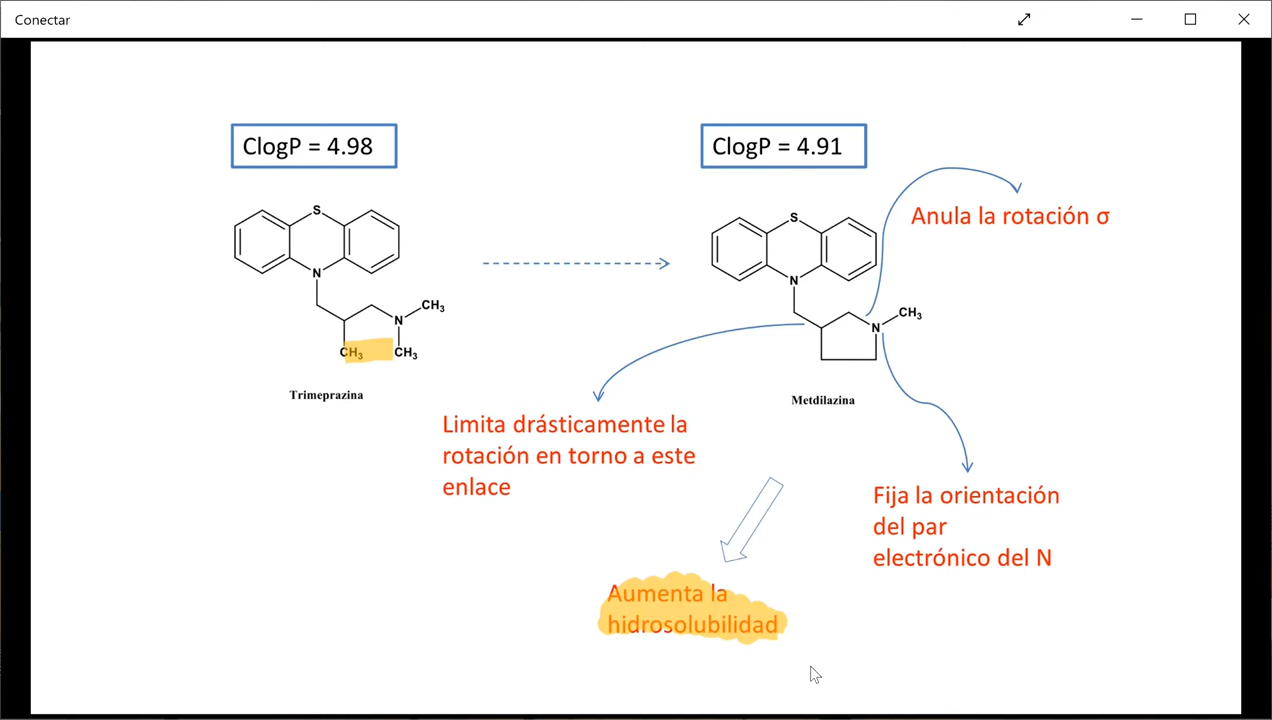 Conectar
ClogP = 4.98
ClogP = 4.91
Anula la rotación σ
S
N
N
CH3
CH3
CH3
Trimeprazina
S
N
N
CH3
Metdilazina
Limita drásticamente la
rotación en torno a este
enlace
Fija la orientación
del par
electrónico del N
Aumenta la
hidrosolubilidad